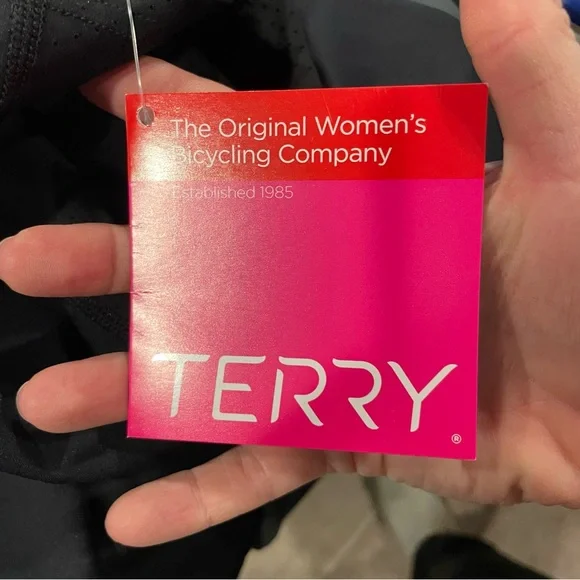 The Original Women's
Bicycling Company
Established 1985
TERRY
®